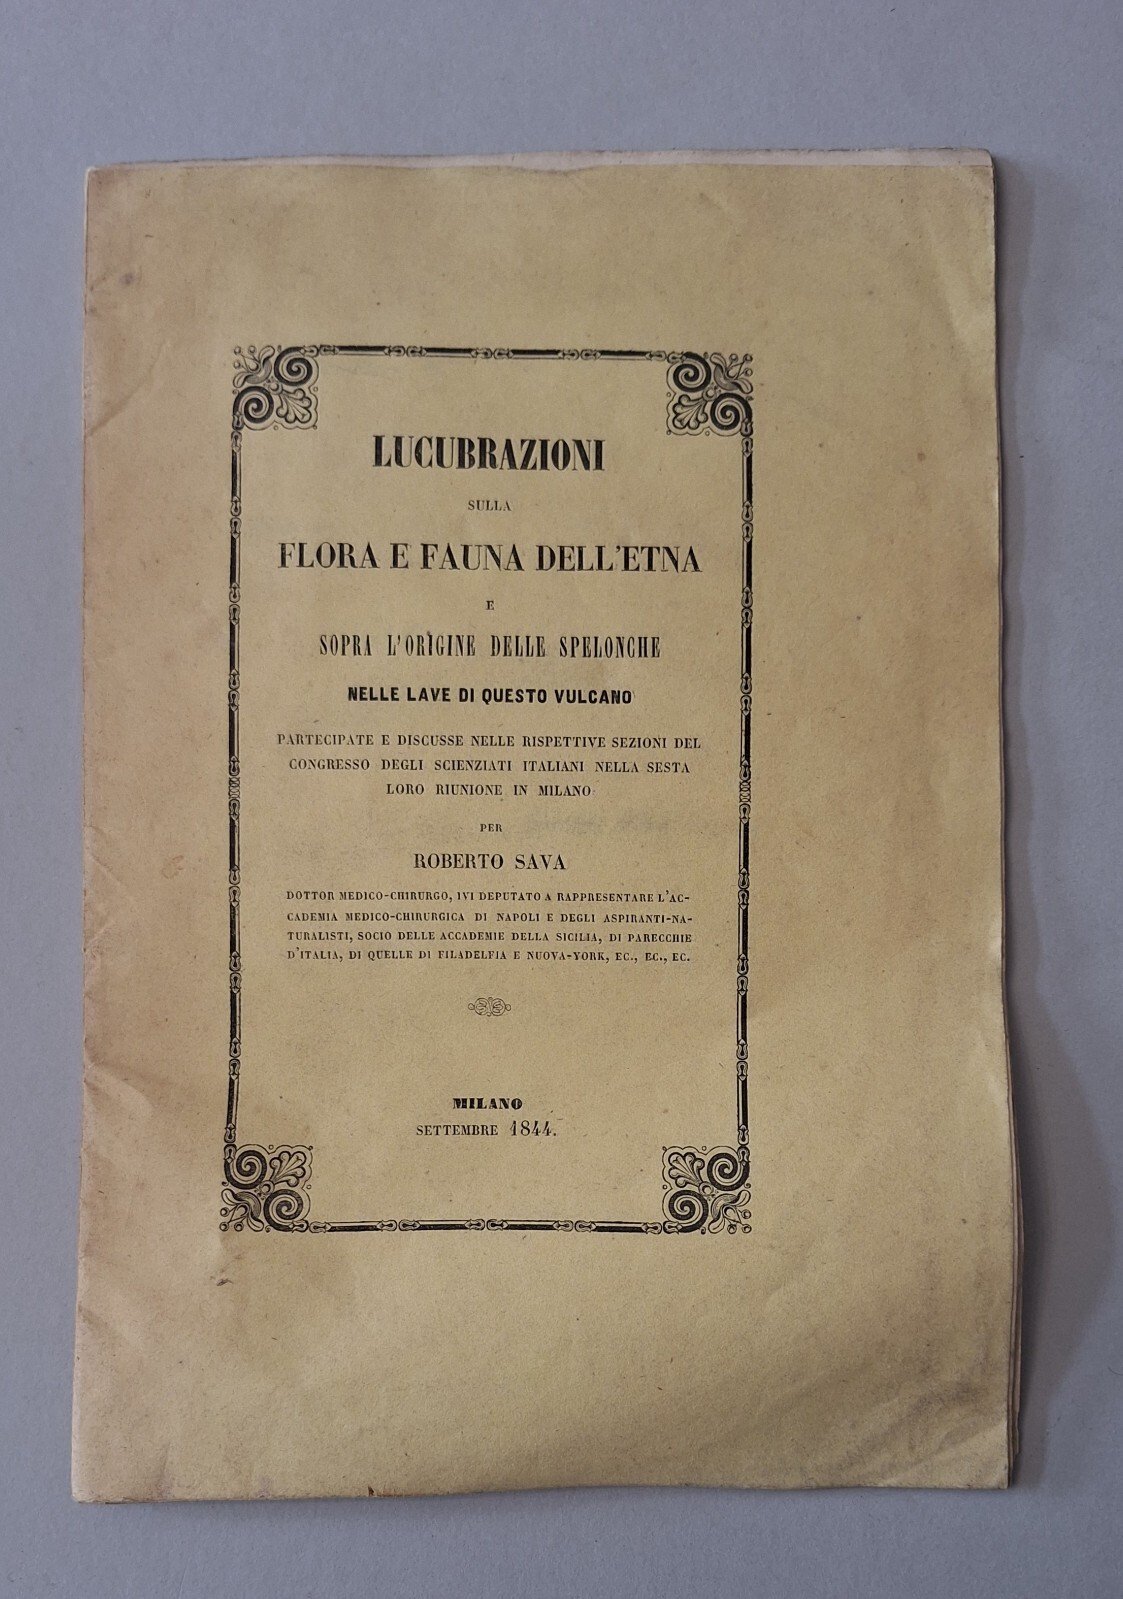 LUCUBRAZIONI
SULLA
FLORA E FAUNA DELL'ETNA
E
SOPRA L'ORIGINE DELLE SPELONCHE
NELLE LAVE DI QUESTO VULCANO
PARTECIPATE E DISCUSSE NELLE RISPETTIVE SEZIONI DEL
CONGRESSO DEGLI SCIENZIATI ITALIANI NELLA SESTA
LORO RIUNIONE IN MILANO
PER
ROBERTO SAVA
DOTTOR MEDICO-CHIRURGO, IVI DEPUTATO A RAPPRESENTARE L'AC-
CADEMIA MEDICO-CHIRURGICA DI NAPOLI E DEGLI ASPIRANTI-NA-
TURALISTI, SOCIO DELLE ACCADEMIE DELLA SICILIA, DI PARECCHIE
D'ITALIA, DI QUELLE DI FILADELFIA E NUOVA-YORK, EC., EC., EC.
MILANO
SETTEMBRE 1844.